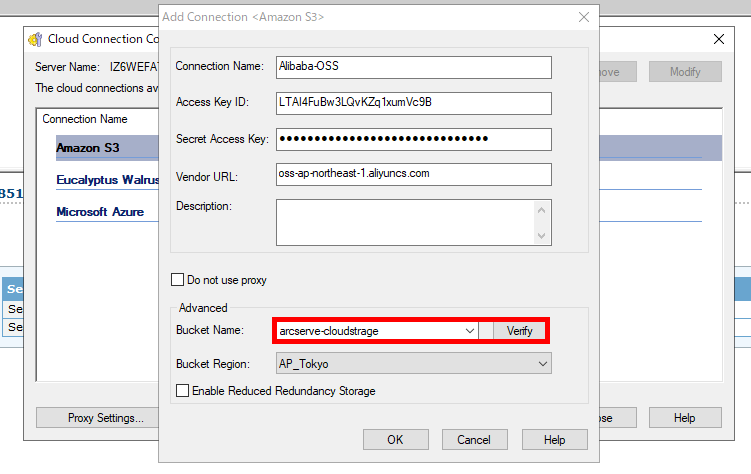 Add Connection <Amazon S3>
Cloud Connection Co
Server Name: IZ6WEFA
The cloud connections av
Modify
Connection Name
Amazon S3
Eucalyptus Walrus
Microsoft Azure
851
Se
Se
Se
Connection Name: Alibaba-OSS
Access Key ID: LTAI4FuBw3LQvKZq1xumVc9B
Secret Access Key: ●●●●●●●●●●●●●●●●●●●●●●●●●●●●●●
Vendor URL: oss-ap-northeast-1.aliyuncs.com
Description:
Do not use proxy
Advanced
Bucket Name: arcserve-cloudstrage Verify
Bucket Region: AP_Tokyo
Enable Reduced Redundancy Storage
OK Cancel Help
Proxy Settings... ose Help